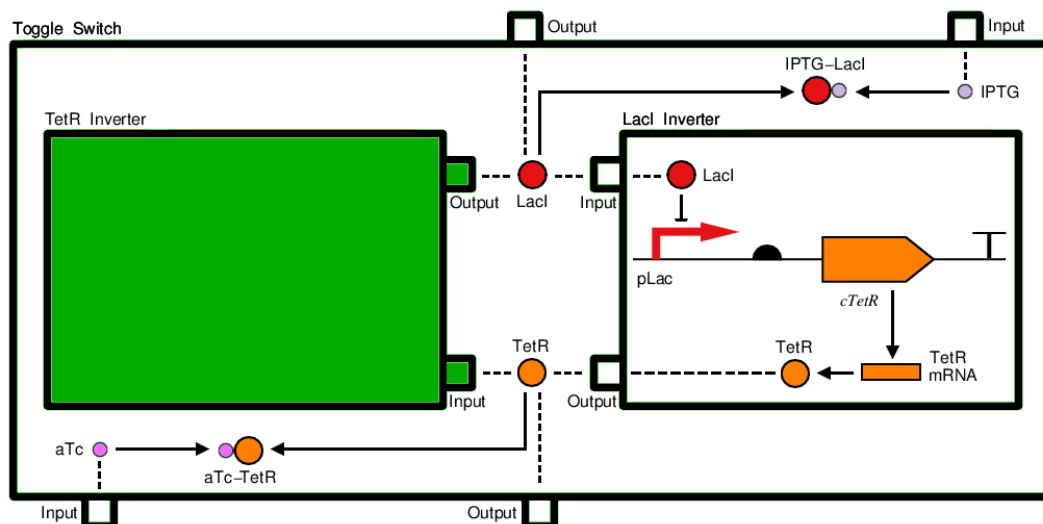 Toggle Switch
Output
Input
IPTG–LacI
IPTG
TetR Inverter
LacI Inverter
LacI
Output
LacI
Input
pLac
cTetR
TetR
TetR
TetR
mRNA
Input
Output
aTc
aTc–TetR
Input
Output